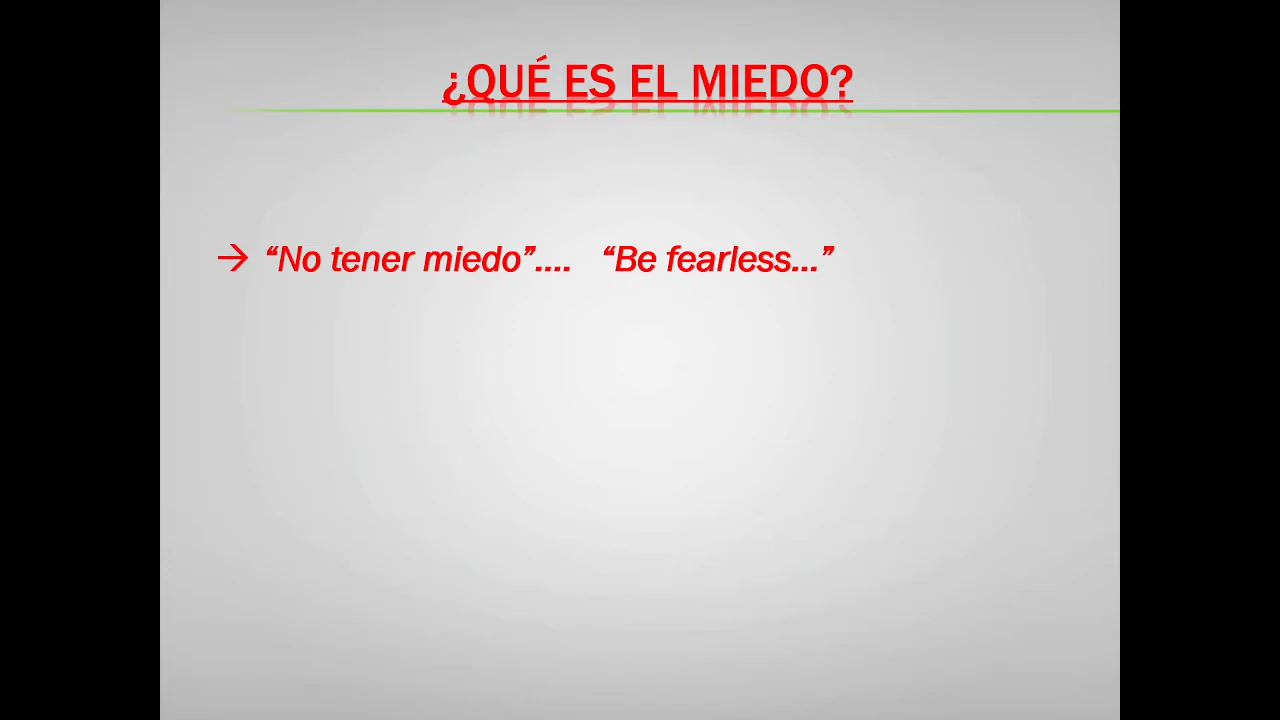 ¿QUÉ ES EL MIEDO?
→ “No tener miedo”.... “Be fearless...”